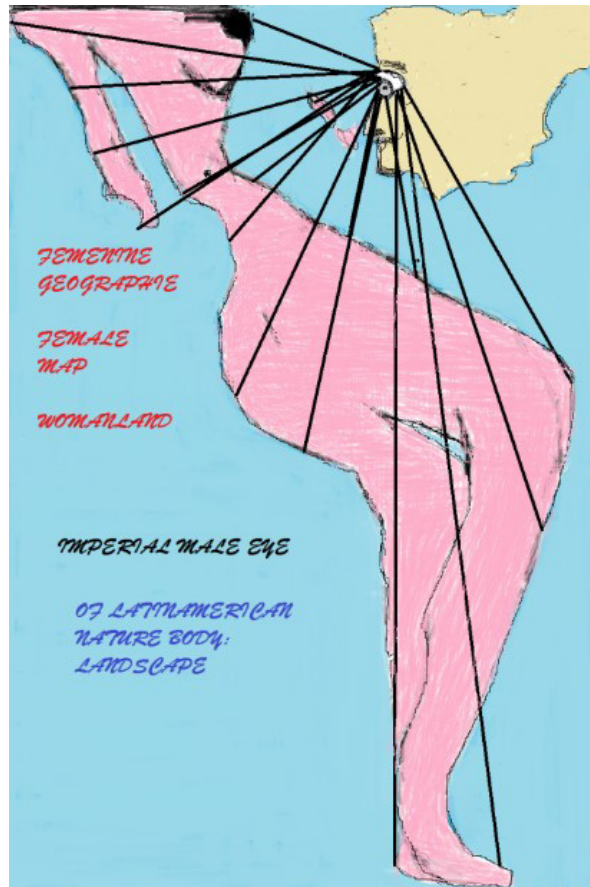 FEMENINE
GEOGRAPHIE
FEMALE
MAP
WOMANLAND
IMPERIAL MALE EYE
OF LATINAMERICAN
NATURE BODY:
LANDSCAPE